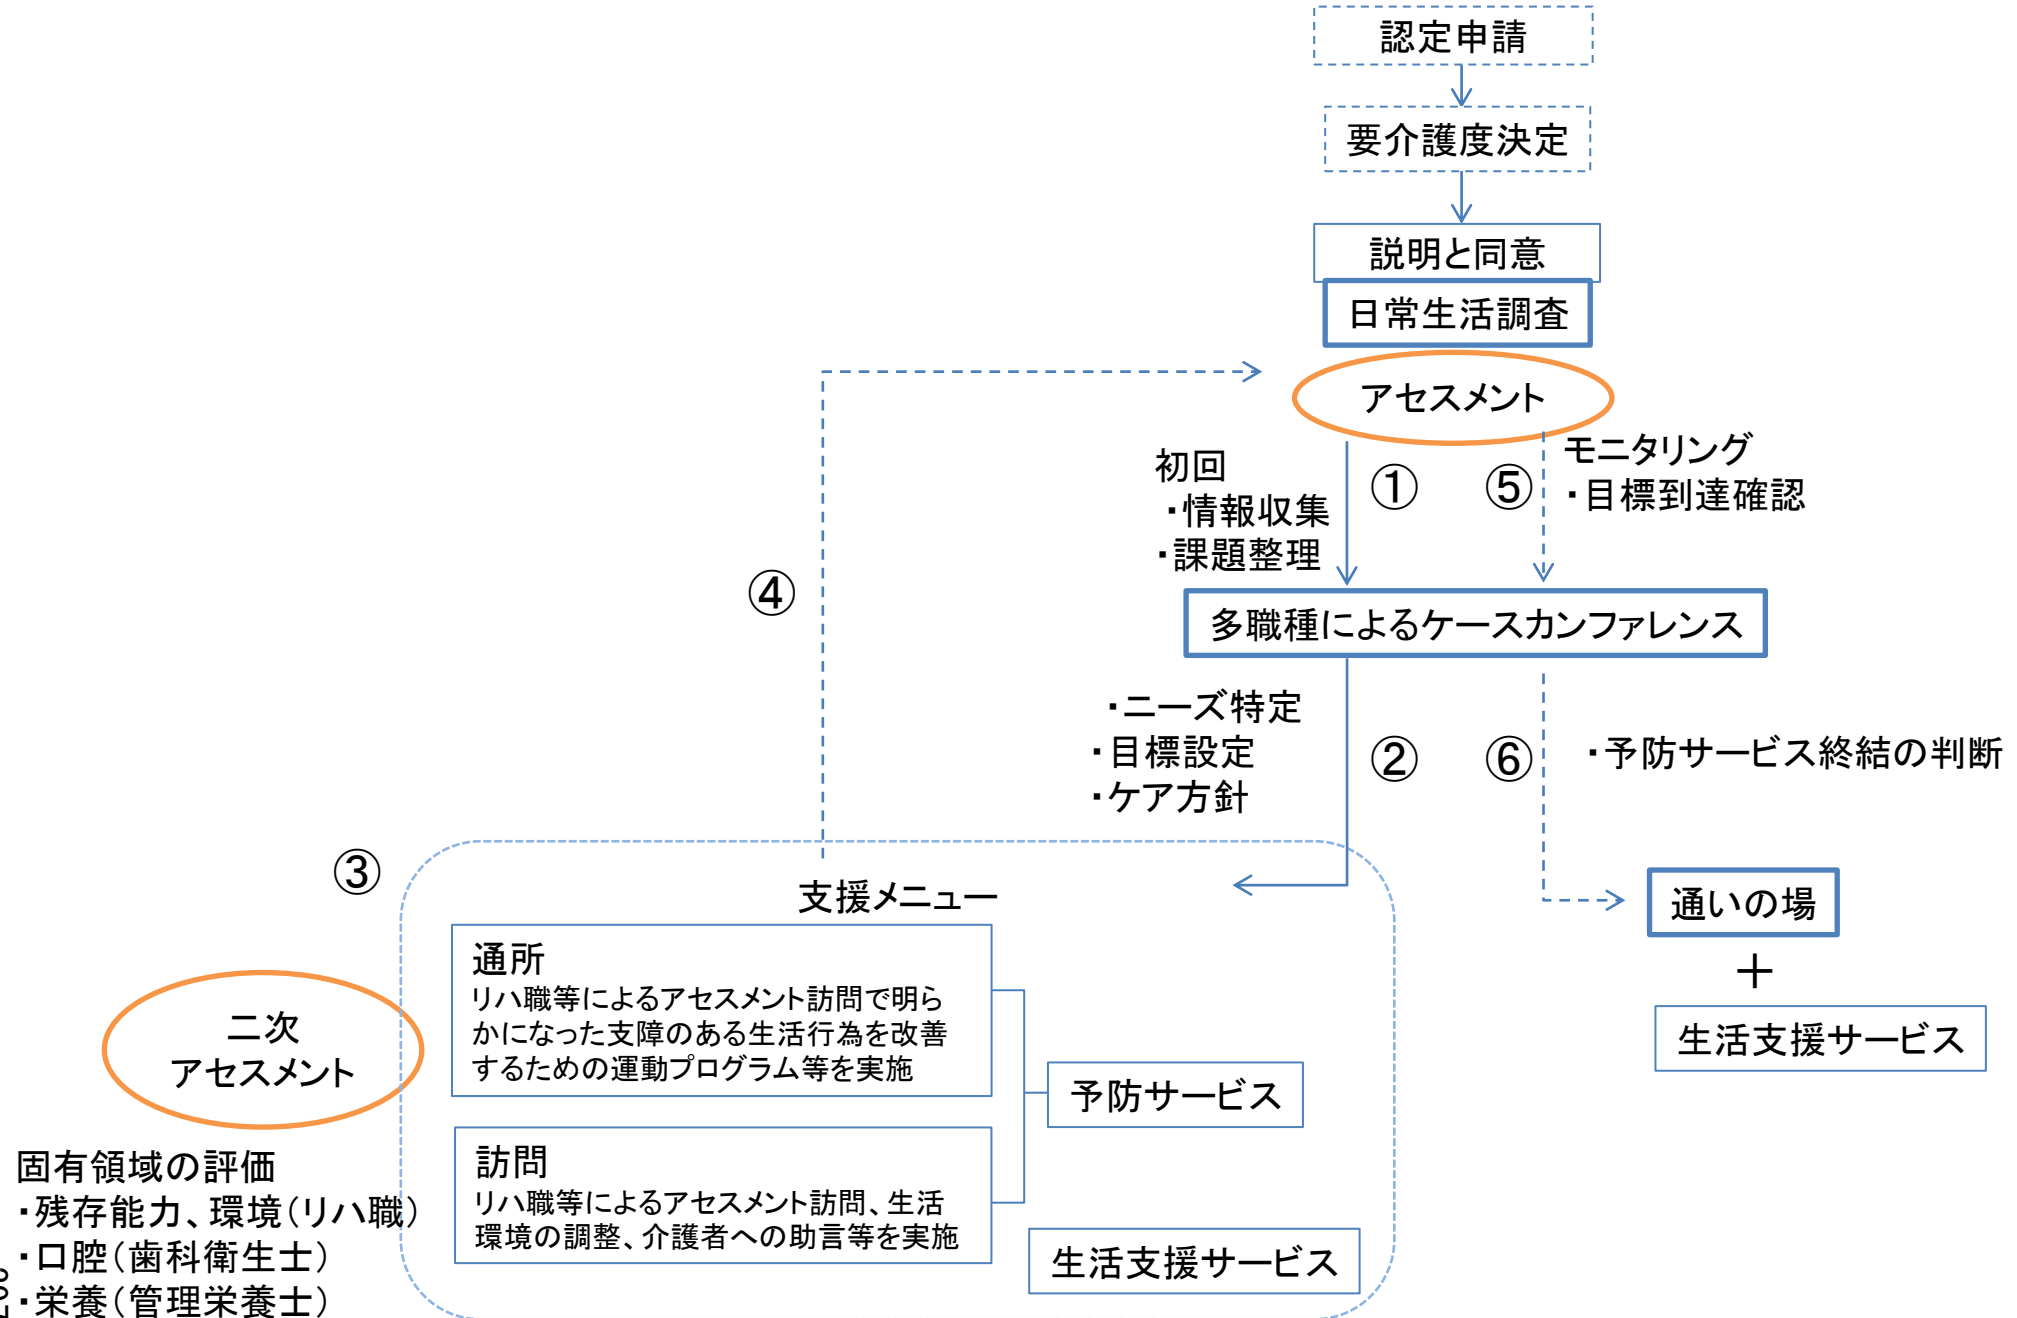 認定申請
要介護度決定
説明と同意
日常生活調査
アセスメント
初回
・情報収集
・課題整理
①
⑤
モニタリング
・目標到達確認
④
多職種によるケースカンファレンス
・ニーズ特定
・目標設定
・ケア方針
②
⑥
・予防サービス終結の判断
③
支援メニュー
通所
リハ職等によるアセスメント訪問で明ら
かになった支障のある生活行為を改善
するための運動プログラム等を実施
訪問
リハ職等によるアセスメント訪問、生活
環境の調整、介護者への助言等を実施
予防サービス
生活支援サービス
通いの場
＋
生活支援サービス
二次
アセスメント
固有領域の評価
・残存能力、環境（リハ職）
・口腔（歯科衛生士）
・栄養（管理栄養士）